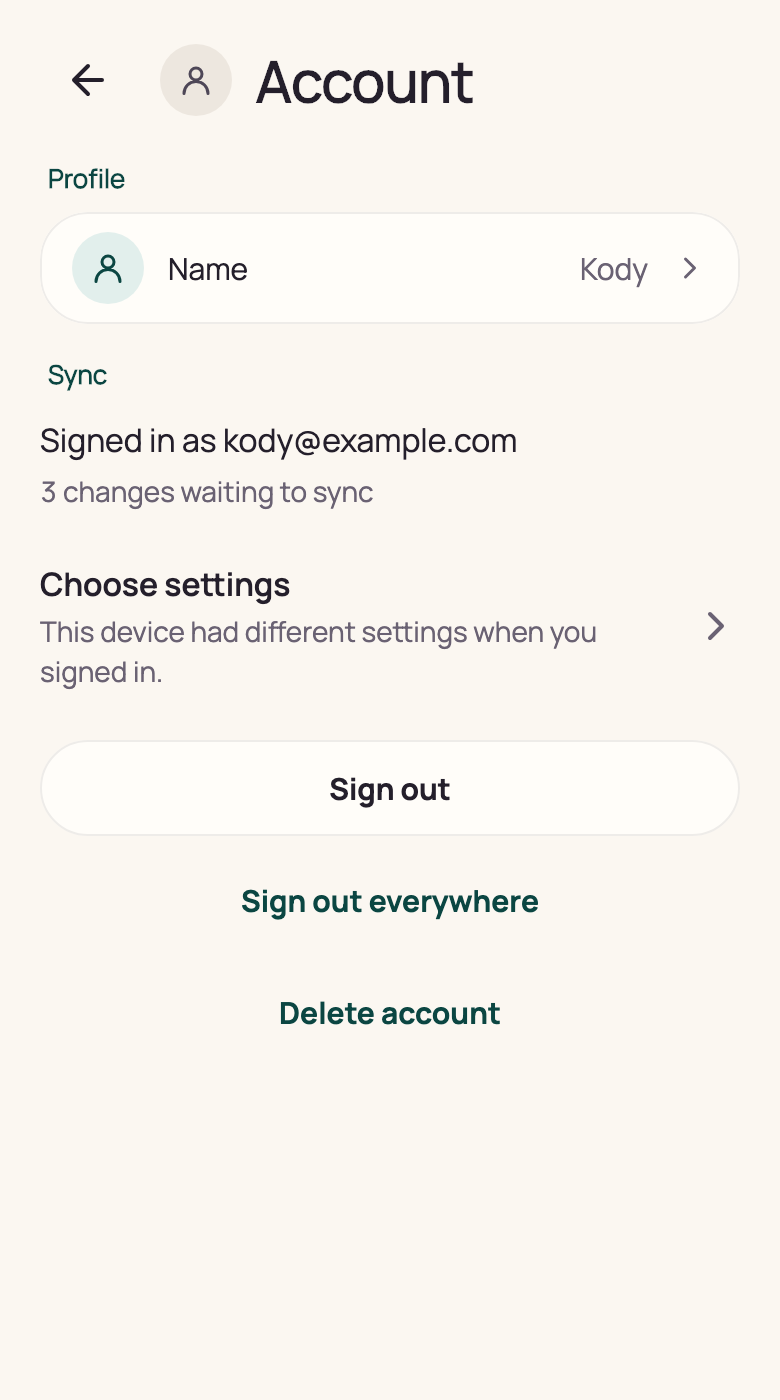 Account
Profile
Name Kody
Sync
Signed in as kody@example.com
3 changes waiting to sync
Choose settings
This device had different settings when you
signed in.
Sign out
Sign out everywhere
Delete account